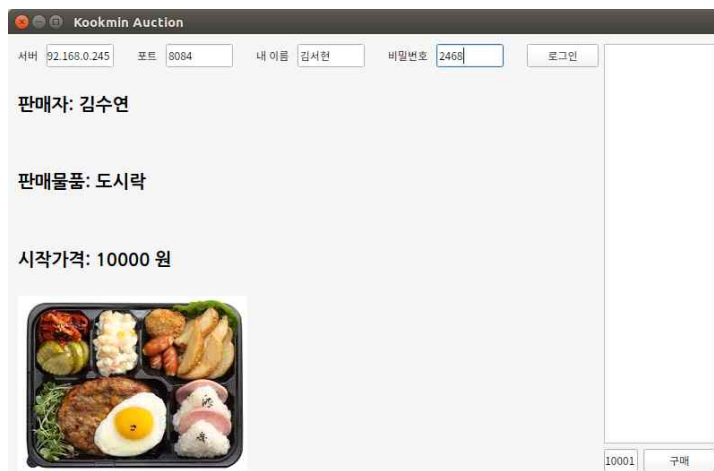 Kookmin Auction
서버 92.168.0.245 포트 8084 내 이름 김서현 비밀번호 2468 로그인
판매자: 김수연
판매물품: 도시락
시작가격: 10000 원
10001 구매